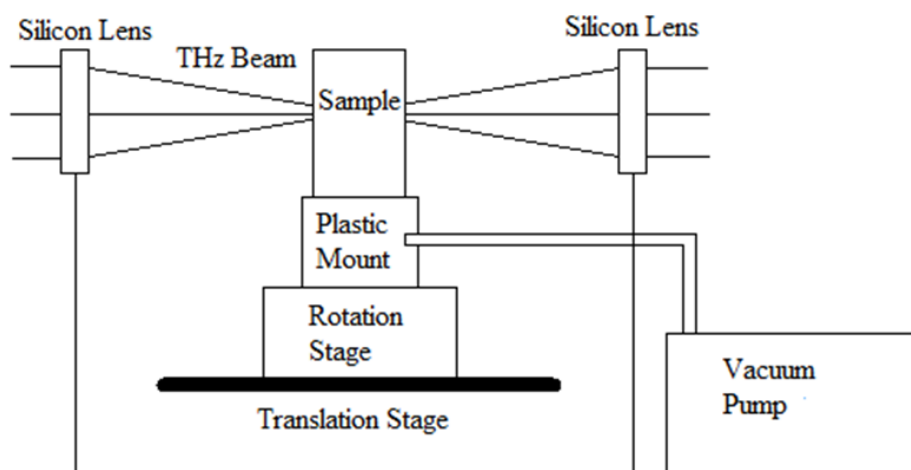 Silicon Lens
Silicon Lens
THz Beam
Sample
Plastic
Mount
Rotation
Stage
Translation Stage
Vacuum
Pump